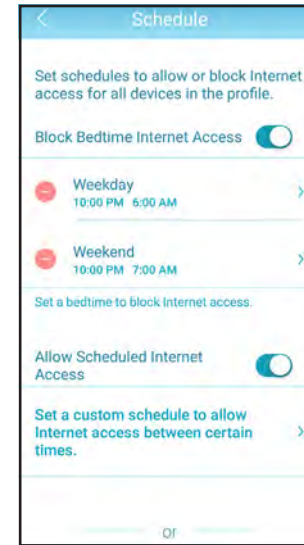 Schedule
Set schedules to allow or block Internet
access for all devices in the profile.
Block Bedtime Internet Access
Weekday
10:00 PM 6:00 AM
Weekend
10:00 PM 7:00 AM
Set a bedtime to block Internet access.
Allow Scheduled Internet
Access
Set a custom schedule to allow
Internet access between certain
times.
or